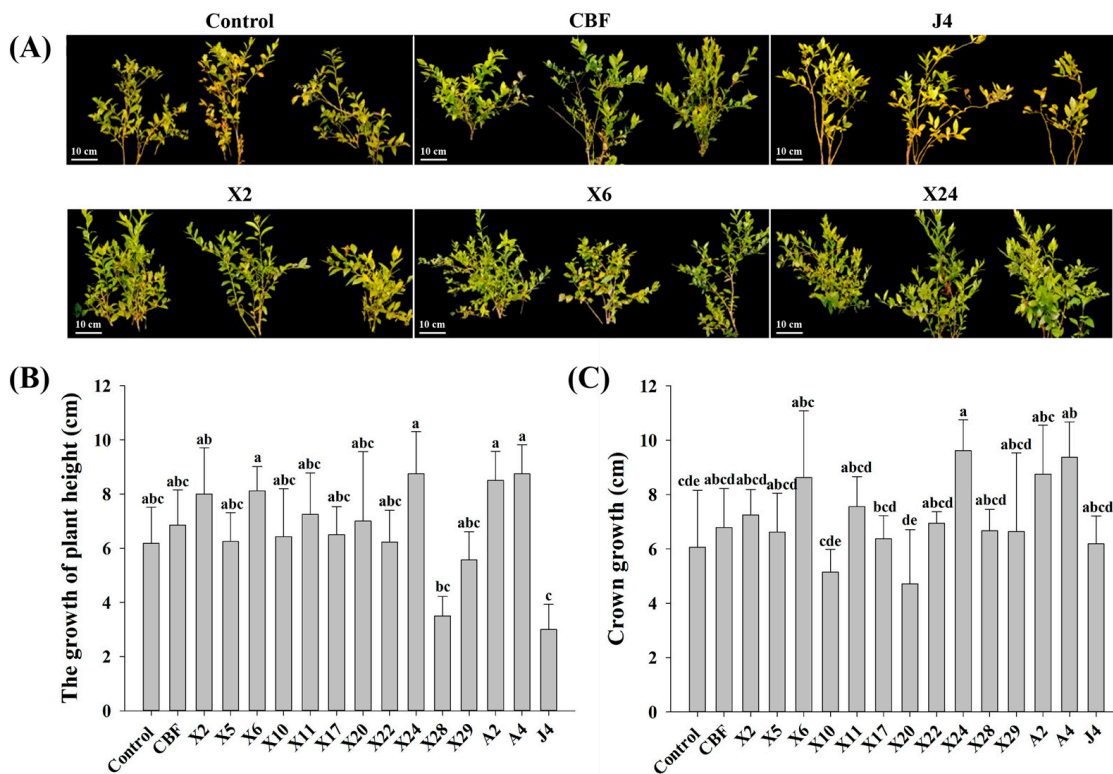 (A)
Control CBF J4
10 cm 10 cm 10 cm
X2 X6 X24
10 cm 10 cm 10 cm
(B)
The growth of plant height (cm)
12
10
8
6
4
2
0
abc abc ab abc a abc abc abc abc abc a bc abc a a c
Control CBF X2 X5 X6 X10 X11 X17 X20 X22 X24 X28 X29 A2 A4 J4
(C)
Crown growth (cm)
12
10
8
6
4
2
0
cde abcd abcd abcd abc cde abcd bcd de abcd a abcd abcd abc ab abcd
Control CBF X2 X5 X6 X10 X11 X17 X20 X22 X24 X28 X29 A2 A4 J4